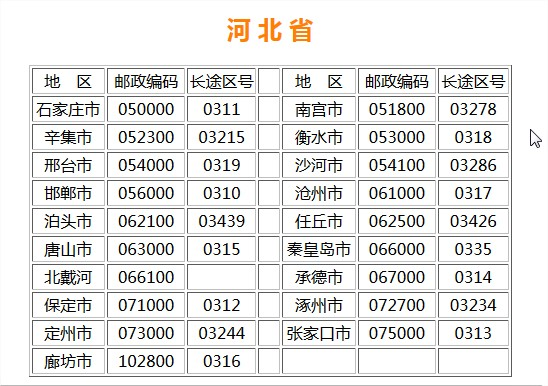 河北省
地 区 邮政编码 长途区号 地 区 邮政编码 长途区号
石家庄市 050000 0311 南宫市 051800 03278
辛集市 052300 03215 衡水市 053000 0318
邢台市 054000 0319 沙河市 054100 03286
邯郸市 056000 0310 沧州市 061000 0317
泊头市 062100 03439 任丘市 062500 03426
唐山市 063000 0315 秦皇岛市 066000 0335
北戴河 066100 承德市 067000 0314
保定市 071000 0312 涿州市 072700 03234
定州市 073000 03244 张家口市 075000 0313
廊坊市 102800 0316